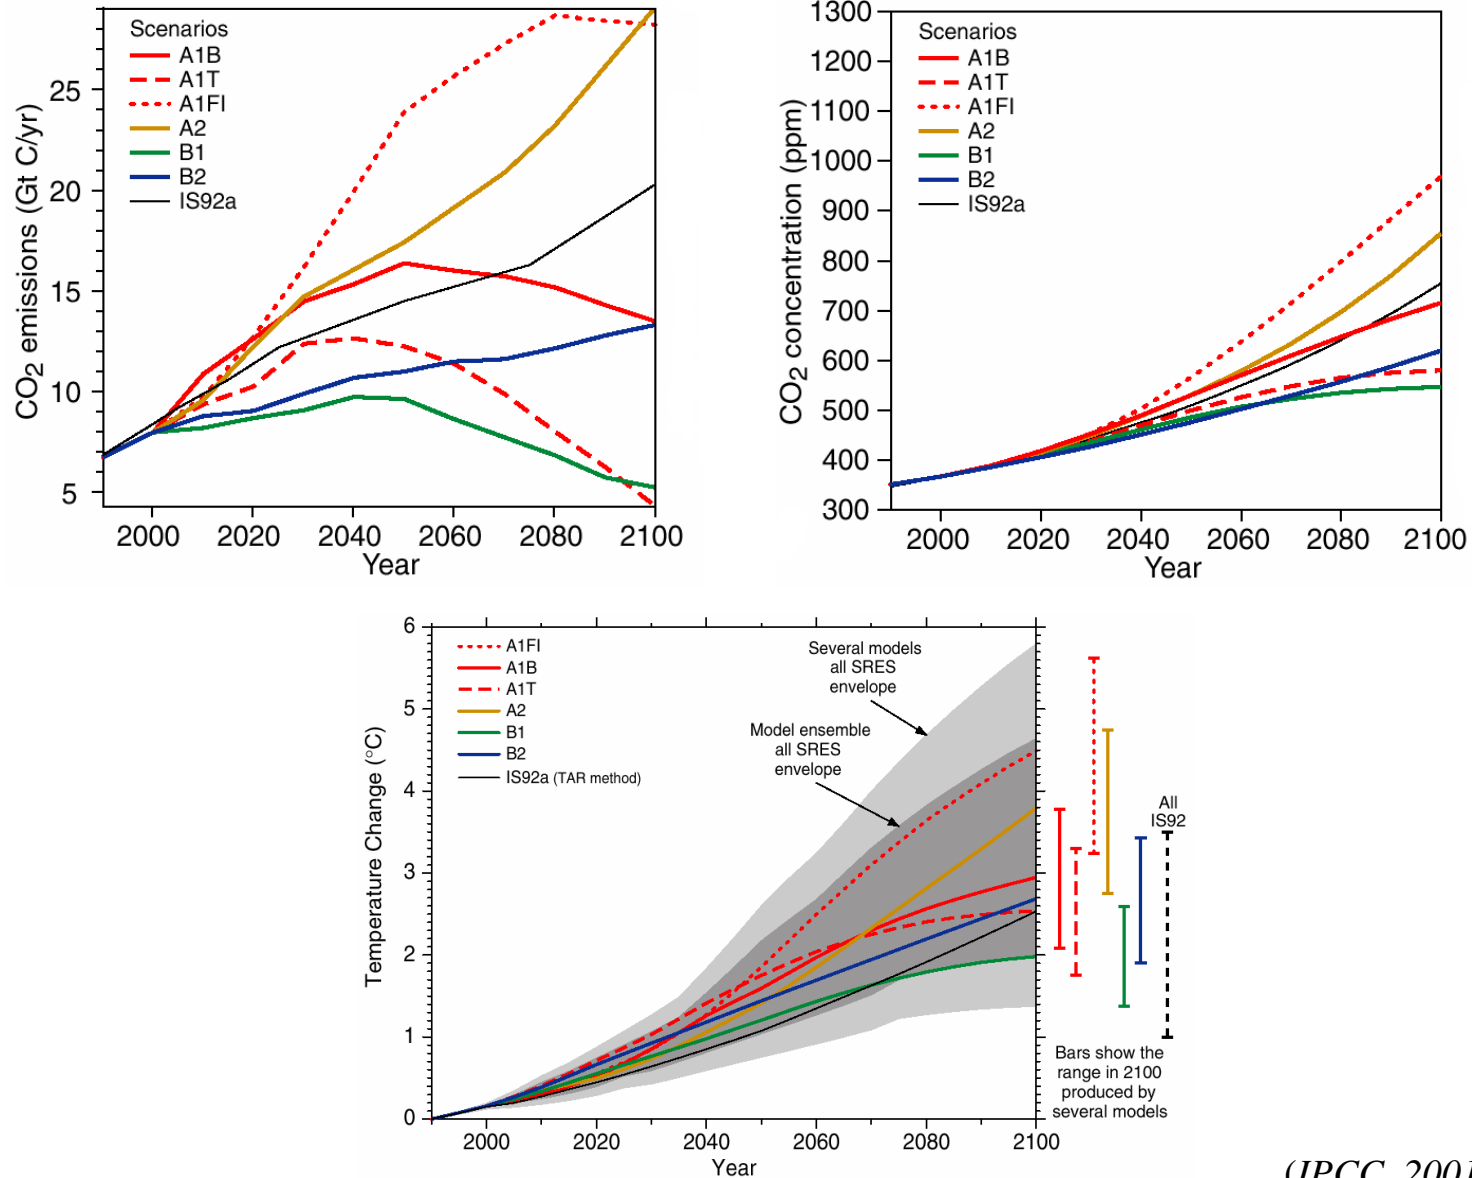 Scenarios
A1B
A1T
A1FI
A2
B1
B2
IS92a
CO2 emissions (Gt C/yr)
25
20
15
10
5
2000 2020 2040 2060 2080 2100
Year
Scenarios
A1B
A1T
A1FI
A2
B1
B2
IS92a
CO2 concentration (ppm)
1300
1200
1100
1000
900
800
700
600
500
400
300
2000 2020 2040 2060 2080 2100
Year
A1FI
A1B
A1T
A2
B1
B2
IS92a (TAR method)
Temperature Change (°C)
6
5
4
3
2
1
0
2000 2020 2040 2060 2080 2100
Year
Several models
all SRES
envelope
Model ensemble
all SRES
envelope
All
IS92
Bars show the
range in 2100
produced by
several models
(IPCC, 2001